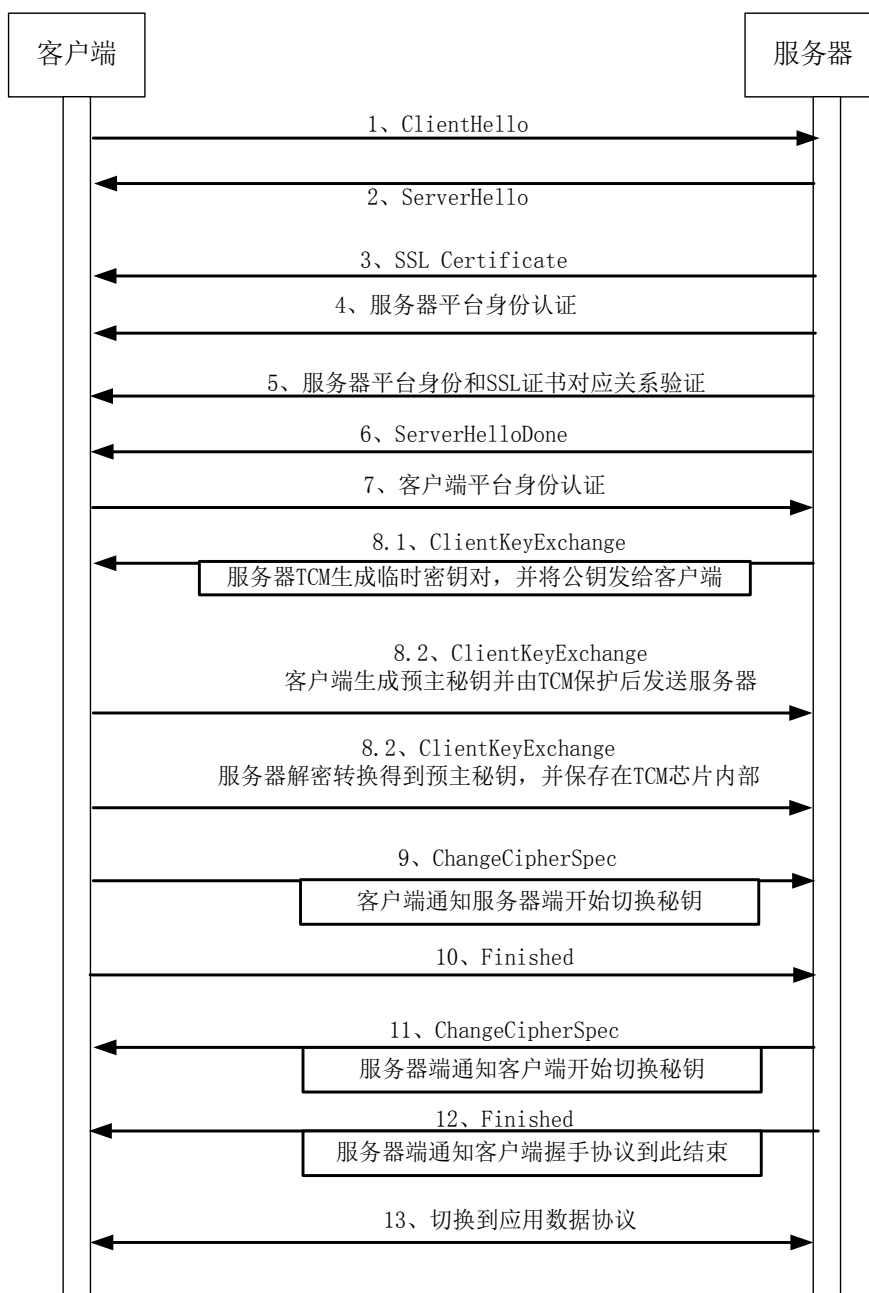 客户端
服务器
1、ClientHello
2、ServerHello
3、SSL Certificate
4、服务器平台身份认证
5、服务器平台身份和SSL证书对应关系验证
6、ServerHelloDone
7、客户端平台身份认证
8.1、ClientKeyExchange
服务器TCM生成临时密钥对，并将公钥发给客户端
8.2、ClientKeyExchange
客户端生成预主秘钥并由TCM保护后发送服务器
8.2、ClientKeyExchange
服务器解密转换得到预主秘钥，并保存在TCM芯片内部
9、ChangeCipherSpec
客户端通知服务器端开始切换秘钥
10、Finished
11、ChangeCipherSpec
服务器端通知客户端开始切换秘钥
12、Finished
服务器端通知客户端握手协议到此结束
13、切换到应用数据协议